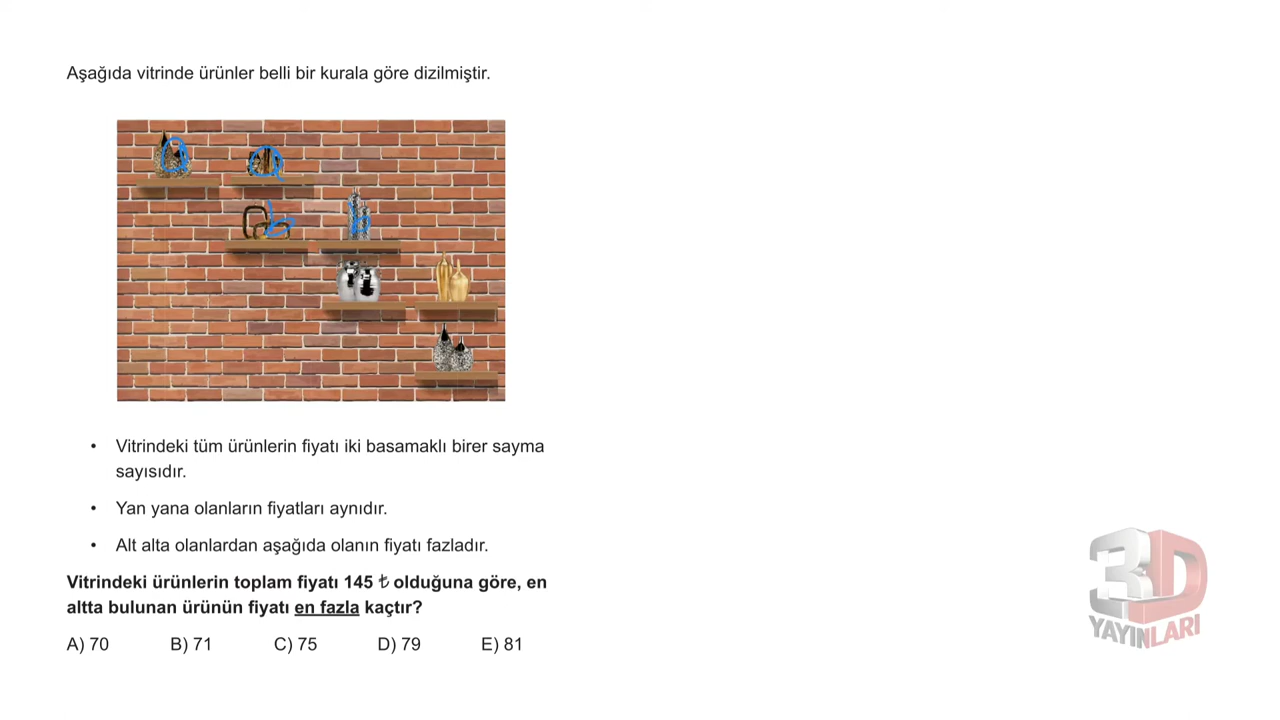 Aşağıda vitrinde ürünler belli bir kurala göre dizilmiştir.
a a
b b
• Vitrindeki tüm ürünlerin fiyatı iki basamaklı birer sayma
sayısıdır.
• Yan yana olanların fiyatları aynıdır.
• Alt alta olanlardan aşağıda olanın fiyatı fazladır.
Vitrindeki ürünlerin toplam fiyatı 145 ₺ olduğuna göre, en
altta bulunan ürünün fiyatı en fazla kaçtır?
A) 70 B) 71 C) 75 D) 79 E) 81
3D
YAYINLARI